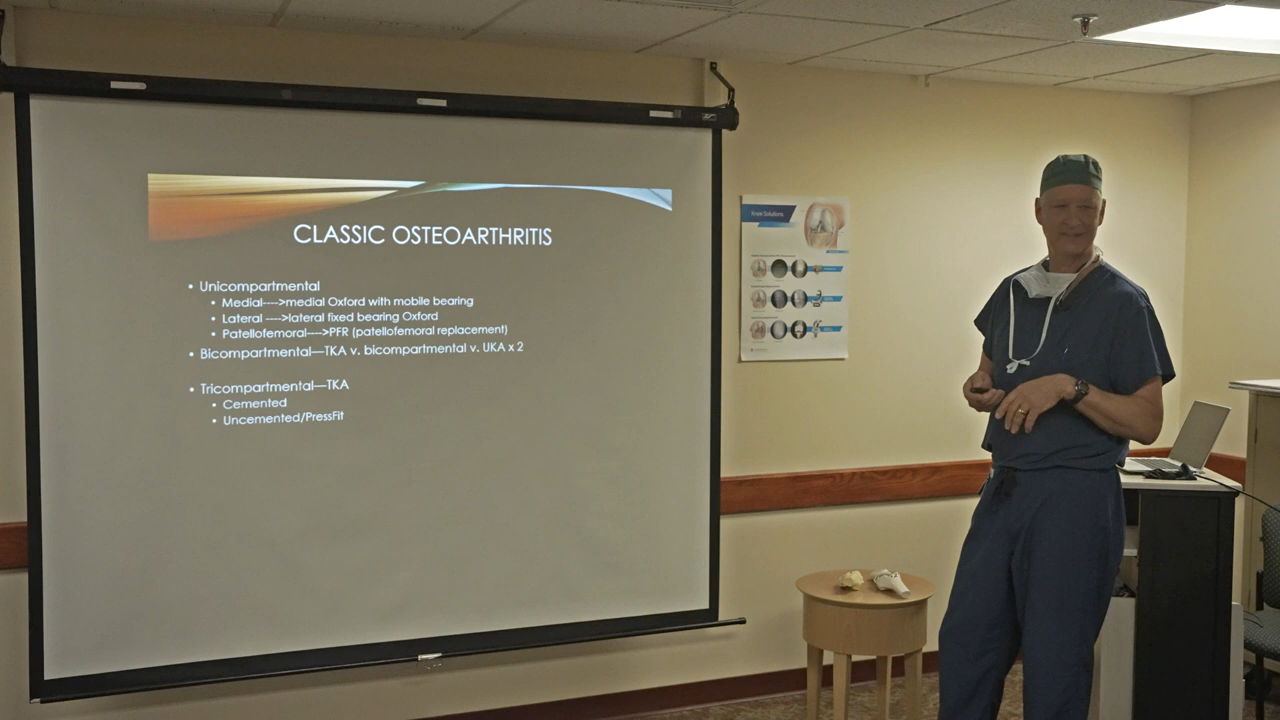 CLASSIC OSTEOARTHRITIS
• Unicompartmental
• Medial---->medial Oxford with mobile bearing
• Lateral ---->lateral fixed bearing Oxford
• Patellofemoral---->PFR (patellofemoral replacement)
• Bicompartmental—TKA v. bicompartmental v. UKA x 2
• Tricompartmental—TKA
• Cemented
• Uncemented/PressFit
Knee Solutions